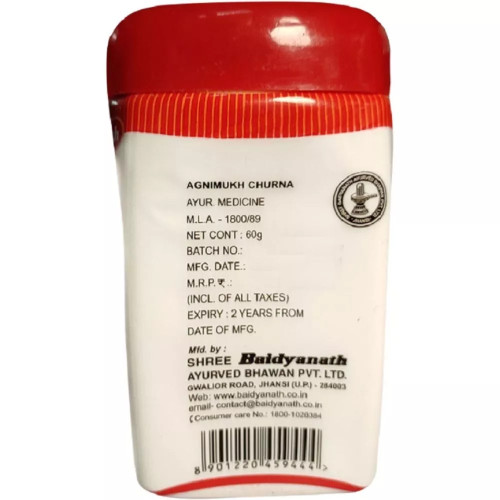 AGNIMUKH CHURNA
AYUR. MEDICINE
M.L.A. - 1800/89
NET CONT : 60g
BATCH NO.:
MFG. DATE.:
M.R.P. ₹ .:
(INCL. OF ALL TAXES)
EXPIRY : 2 YEARS FROM
DATE OF MFG.
Mfd. by :
SHREE Baidyanath
AYURVED BHAWAN PVT. LTD.
GWALIOR ROAD, JHANSI (U.P.) - 284003
Web: www.baidyanath.co.in
email- contact@baidyanath.co.in
(Consumer care No.: 1800-1020384
8 901220 459444